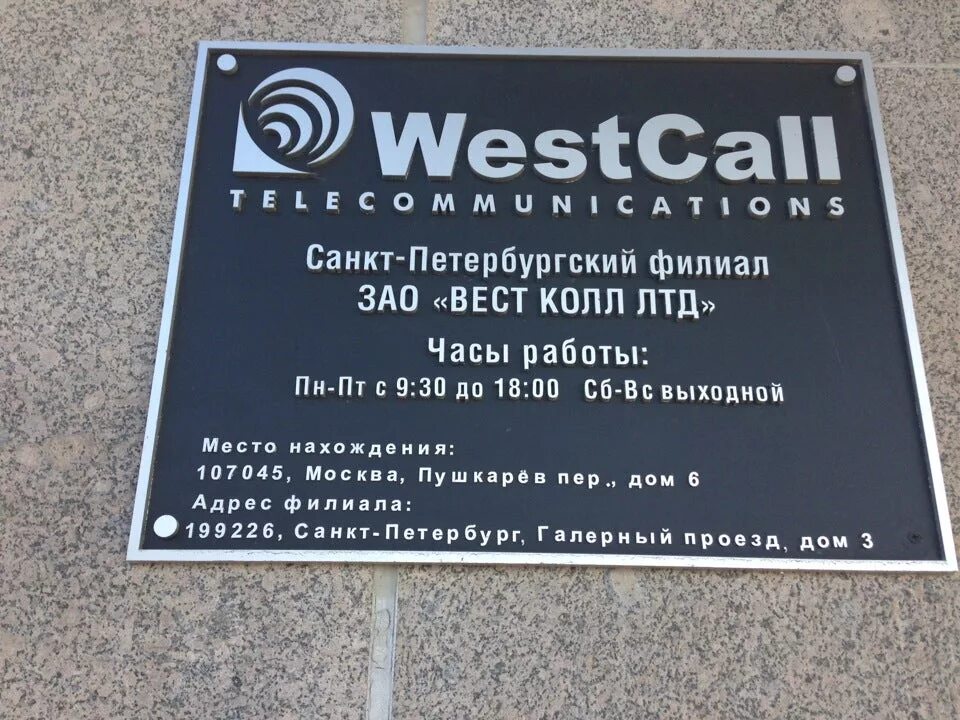 WestCall
TELECOMMUNICATIONS
Санкт-Петербургский филиал
ЗАО «ВЕСТ КОЛЛ ЛТД»
Часы работы:
Пн-Пт с 9:30 до 18:00 Сб-Вс выходной
Место нахождения:
107045, Москва, Пушкарёв пер., дом 6
Адрес филиала:
199226, Санкт-Петербург, Галерный проезд, дом 3